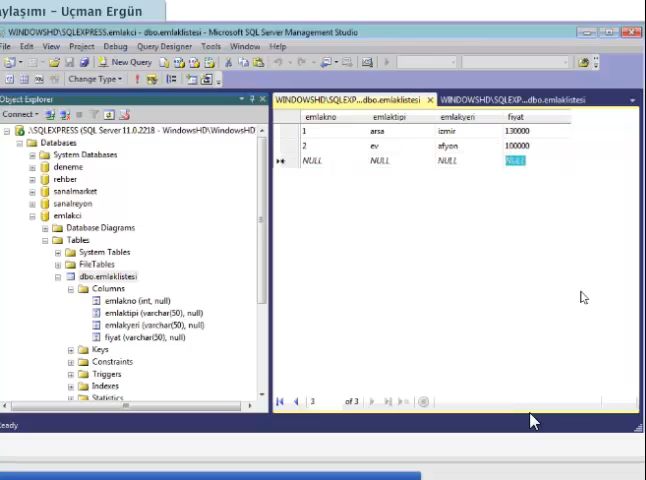 aylaşımı - Uçman Ergün
WINDOWSHD\SQLEXPRESS.emlakci - dbo.emlaklistesi - Microsoft SQL Server Management Studio
File Edit View Project Debug Query Designer Tools Window Help
New Query
Change Type
Object Explorer
WINDOWSHD\SQLEXP...dbo.emlaklistesi
WINDOWSHD\SQLEXP...dbo.emlaklistesi
Connect
.\SQLEXPRESS (SQL Server 11.0.2218 - WindowsHD\WindowsHD
Databases
System Databases
deneme
rehber
sanalmarket
sanalreyon
emlakci
Database Diagrams
Tables
System Tables
FileTables
dbo.emlaklistesi
Columns
emlakno (int, null)
emlaktipi (varchar(50), null)
emlakyeri (varchar(50), null)
fiyat (varchar(50), null)
Keys
Constraints
Triggers
Indexes
Statistics
emlakno emlaktipi emlakyeri fiyat
1 arsa izmir 130000
2 ev afyon 100000
NULL NULL NULL NULL
3 of 3
Ready